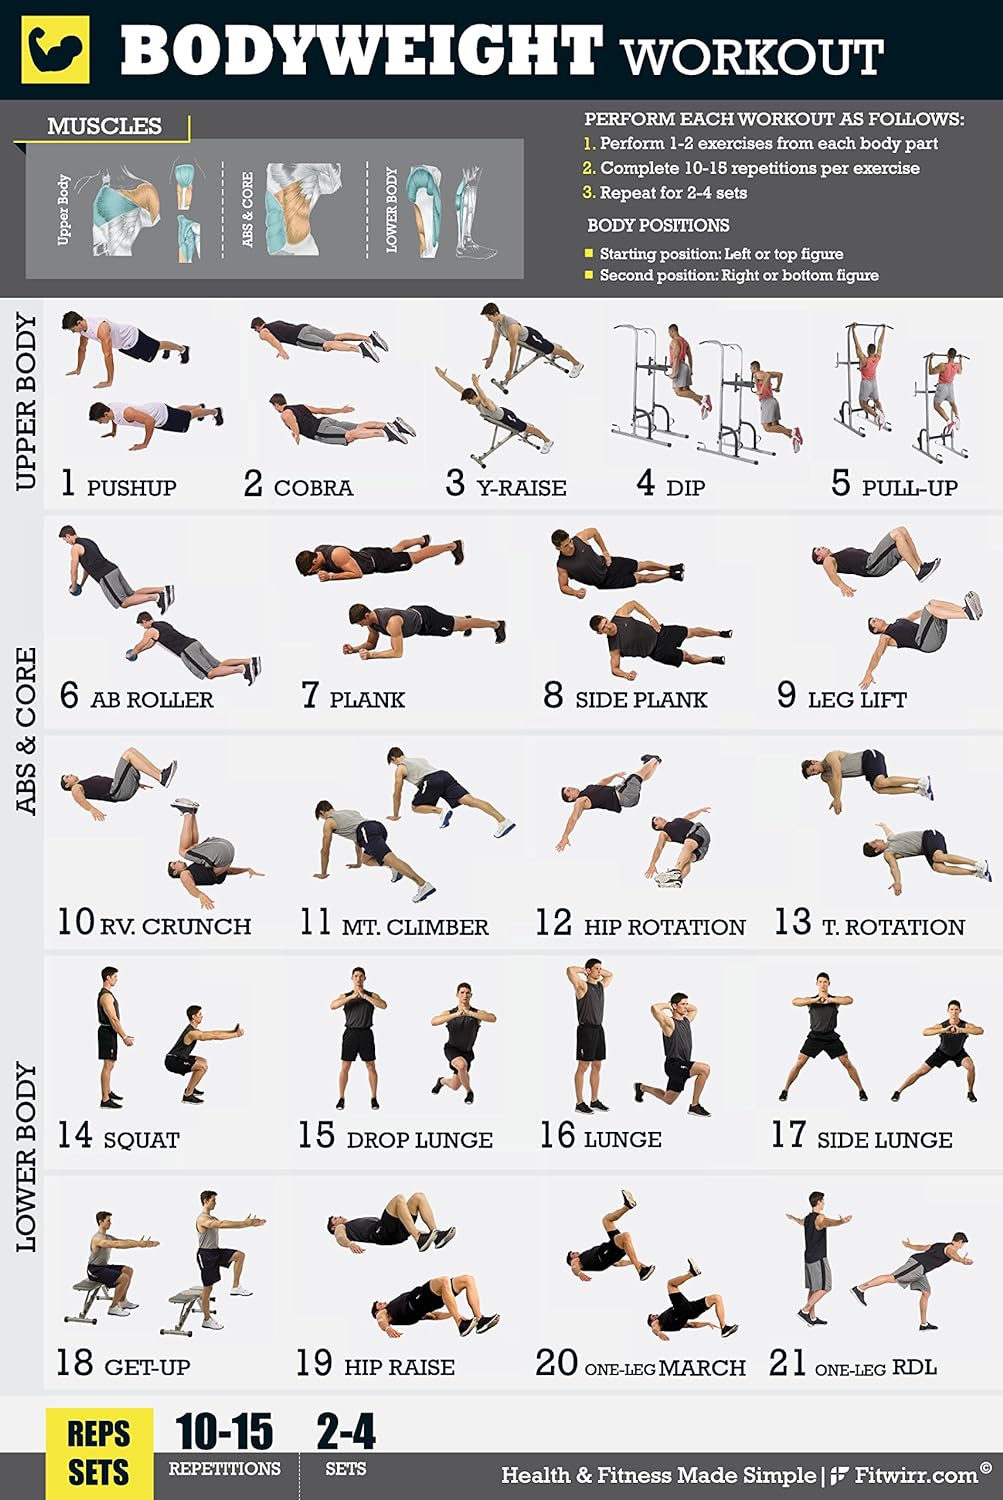 BODYWEIGHT WORKOUT
MUSCLES
Upper Body
ABS & CORE
LOWER BODY
PERFORM EACH WORKOUT AS FOLLOWS:
1. Perform 1-2 exercises from each body part
2. Complete 10-15 repetitions per exercise
3. Repeat for 2-4 sets
BODY POSITIONS
Starting position: Left or top figure
Second position: Right or bottom figure
UPPER BODY
1 PUSHUP
2 COBRA
3 Y-RAISE
4 DIP
5 PULL-UP
ABS & CORE
6 AB ROLLER
7 PLANK
8 SIDE PLANK
9 LEG LIFT
10 RV. CRUNCH
11 MT. CLIMBER
12 HIP ROTATION
13 T. ROTATION
LOWER BODY
14 SQUAT
15 DROP LUNGE
16 LUNGE
17 SIDE LUNGE
18 GET-UP
19 HIP RAISE
20 ONE-LEG MARCH
21 ONE-LEG RDL
REPS
SETS
10-15
REPETITIONS
2-4
SETS
Health & Fitness Made Simple | Fitwirr.com©